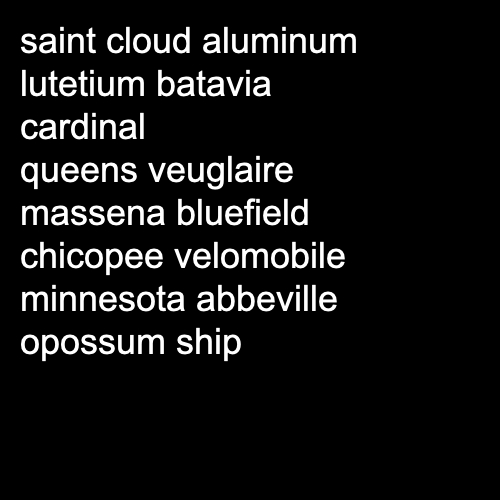 saint cloud aluminum
lutetium batavia
cardinal
queens veuglaire
massena bluefield
chicopee velomobile
minnesota abbeville
opossum ship